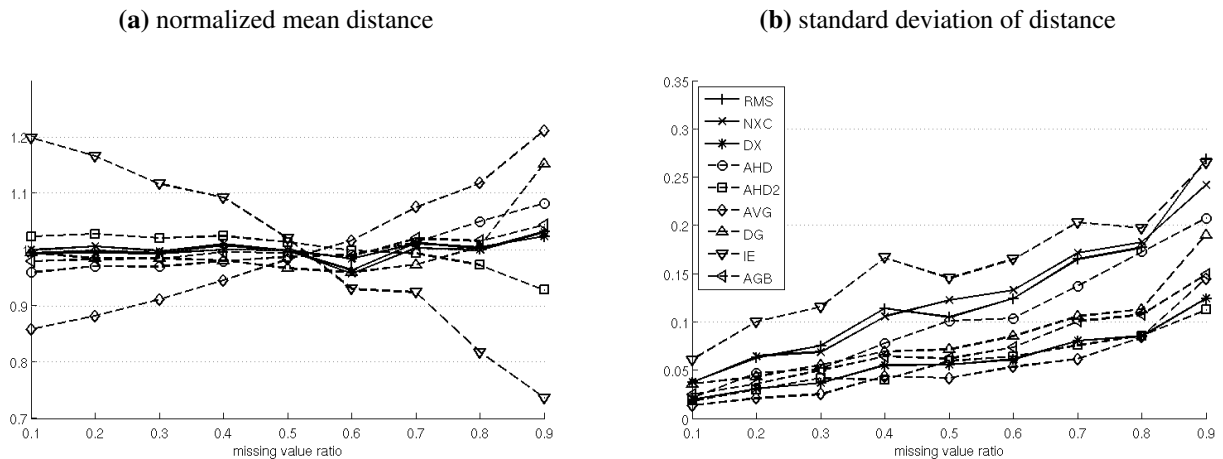 (a) normalized mean distance
1.2
1.1
1.0
0.9
0.8
0.7
0.1 0.2 0.3 0.4 0.5 0.6 0.7 0.8 0.9
missing value ratio
(b) standard deviation of distance
0.35
0.3
0.25
0.2
0.15
0.1
0.05
0
RMS
NXC
DX
AHD
AHD2
AVG
DG
IE
AGB
0.1 0.2 0.3 0.4 0.5 0.6 0.7 0.8 0.9
missing value ratio